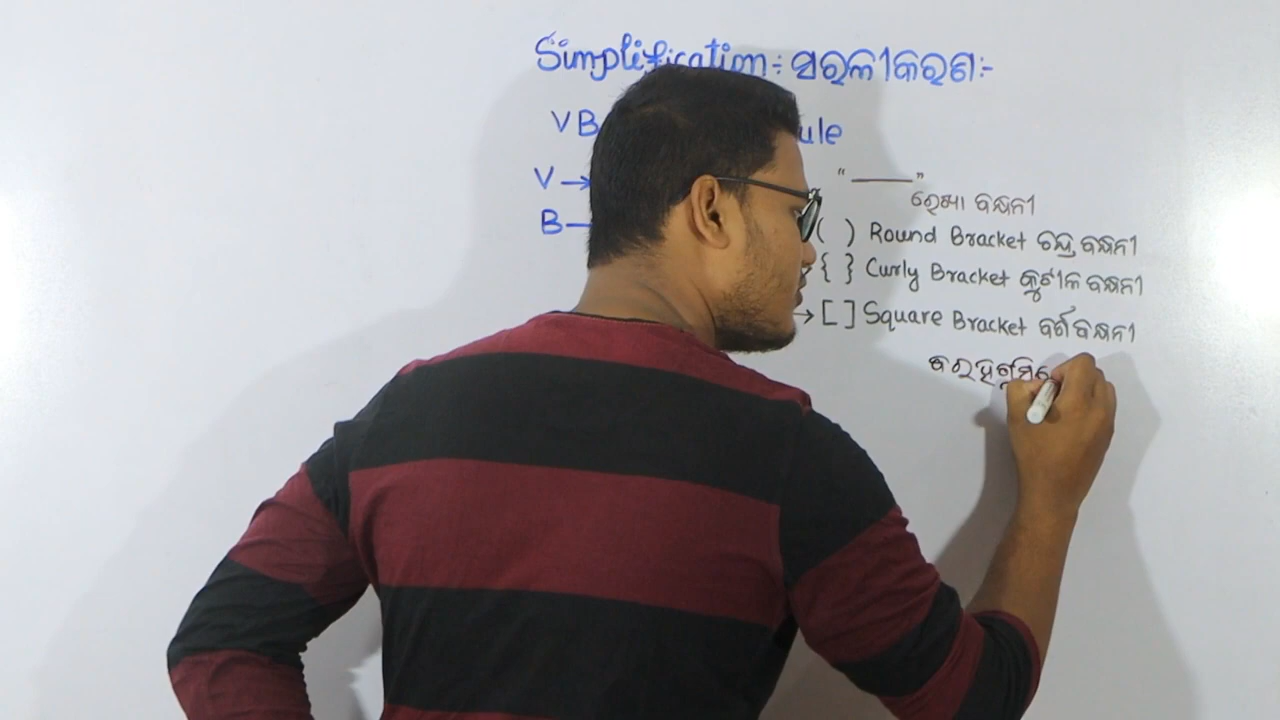 Simplification:- ସରଳୀକରଣ:-
VB ule
V→ "———"
ରେଖା ବନ୍ଧନୀ
B— ( ) Round Bracket ଚନ୍ଦ୍ର ବନ୍ଧନୀ
{ } Curly Bracket କୁଟୀଳ ବନ୍ଧନୀ
→ [ ] Square Bracket ବର୍ଗ ବନ୍ଧନୀ